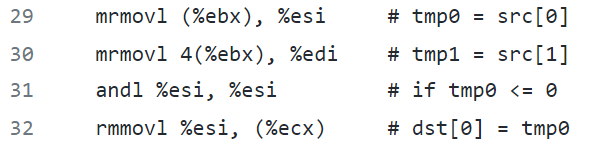 29 mrmovl (%ebx), %esi # tmp0 = src[0]
30 mrmovl 4(%ebx), %edi # tmp1 = src[1]
31 andl %esi, %esi # if tmp0 <= 0
32 rmmovl %esi, (%ecx) # dst[0] = tmp0